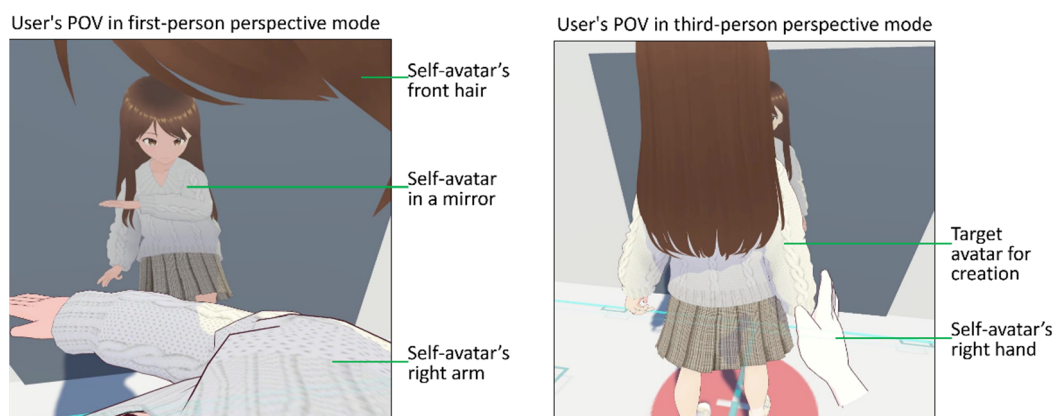 User's POV in first-person perspective mode
Self-avatar's
front hair
Self-avatar
in a mirror
Self-avatar's
right arm
User's POV in third-person perspective mode
Target
avatar for
creation
Self-avatar's
right hand